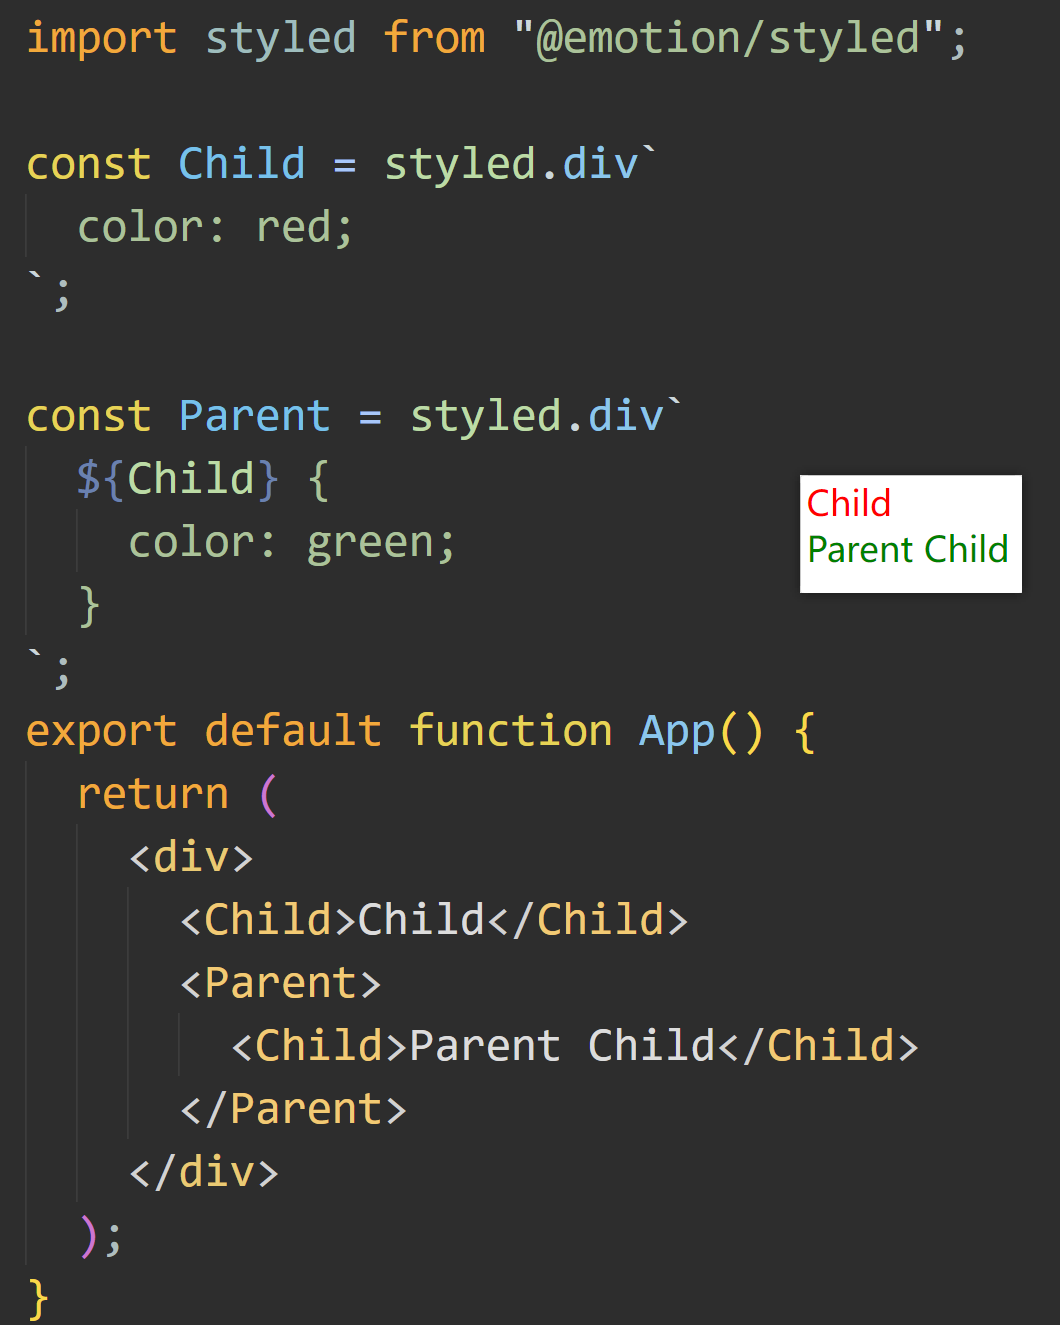 import styled from "@emotion/styled";
const Child = styled.div`
  color: red;
`;
const Parent = styled.div`
  ${Child} {
    color: green;
  }
`;
export default function App() {
  return (
    <div>
      <Child>Child</Child>
      <Parent>
        <Child>Parent Child</Child>
      </Parent>
    </div>
  );
}
Child
Parent Child